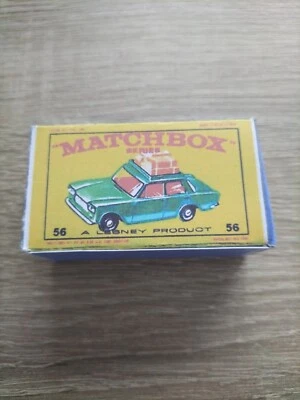 "MATCHBOX"
SERIES
56 A LESNEY PRODUCT 56